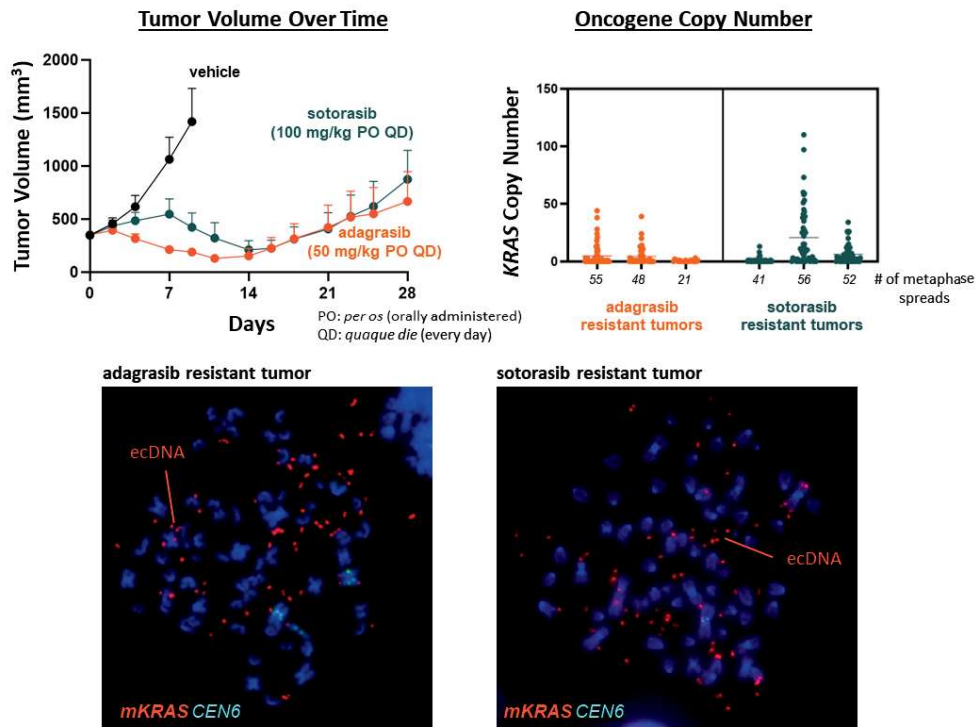 Tumor Volume Over Time
Tumor Volume (mm³)
2000
1500
1000
500
0
0 7 14 21 28
Days
vehicle
sotorasib
(100 mg/kg PO QD)
adagrasib
(50 mg/kg PO QD)
PO: per os (orally administered)
QD: quaque die (every day)
Oncogene Copy Number
KRAS Copy Number
150
100
50
0
55 48 21 41 56 52
# of metaphase
spreads
adagrasib
resistant tumors
sotorasib
resistant tumors
adagrasib resistant tumor
ecDNA
mKRAS CEN6
sotorasib resistant tumor
ecDNA
mKRAS CEN6